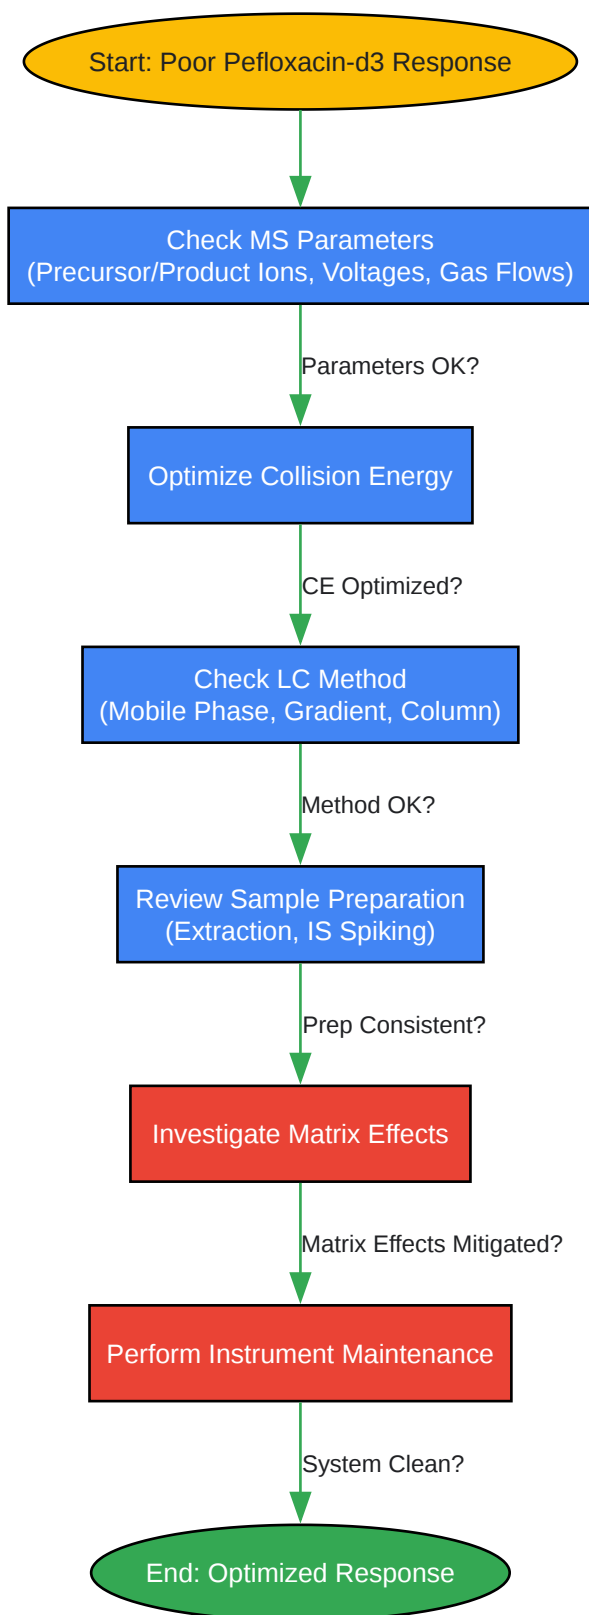 Start: Poor Pefloxacin-d3 Response
Check MS Parameters
(Precursor/Product Ions, Voltages, Gas Flows)
Parameters OK?
Optimize Collision Energy
CE Optimized?
Check LC Method
(Mobile Phase, Gradient, Column)
Method OK?
Review Sample Preparation
(Extraction, IS Spiking)
Prep Consistent?
Investigate Matrix Effects
Matrix Effects Mitigated?
Perform Instrument Maintenance
System Clean?
End: Optimized Response